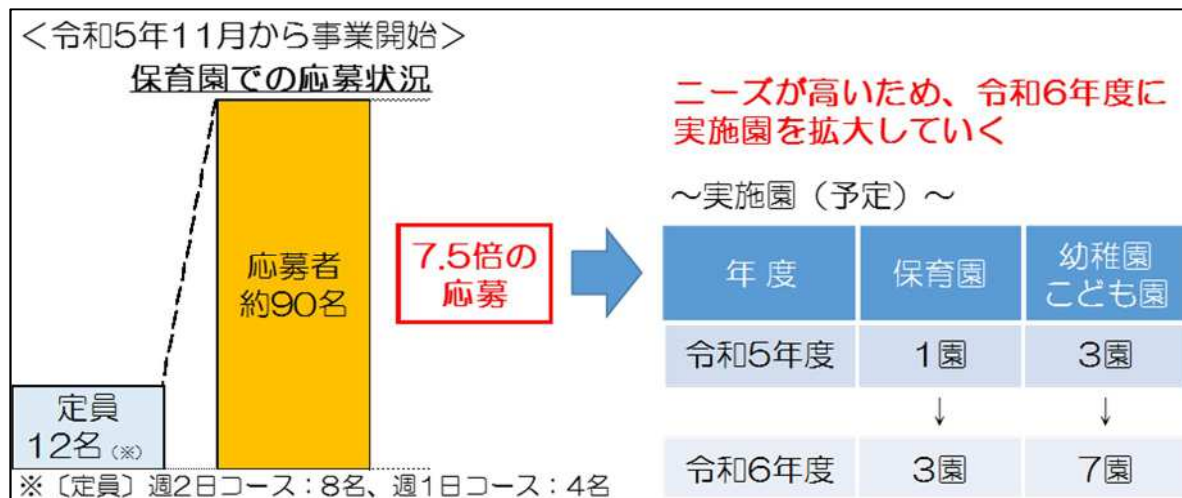 ＜令和5年11月から事業開始＞
保育園での応募状況
定員
12名（※）
応募者
約90名
7.5倍の
応募
※〔定員〕週2日コース：8名、週1日コース：4名
ニーズが高いため、令和6年度に
実施園を拡大していく
～実施園（予定）～
年 度 保育園 幼稚園
こども園
令和5年度 1園 3園
↓ ↓
令和6年度 3園 7園